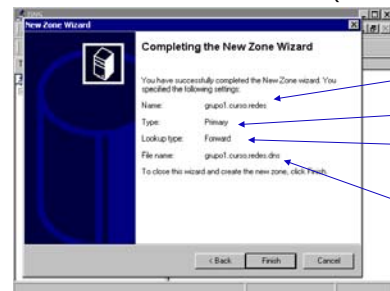 New Zone Wizard
Completing the New Zone Wizard
You have successfully completed the New Zone wizard. You
specified the following settings:
Name: grupo1.curso.redes
Type: Primary
Lookup type: Forward
File name: grupo1.curso.redes.dns
To close this wizard and create the new zone, click Finish.
< Back Finish Cancel